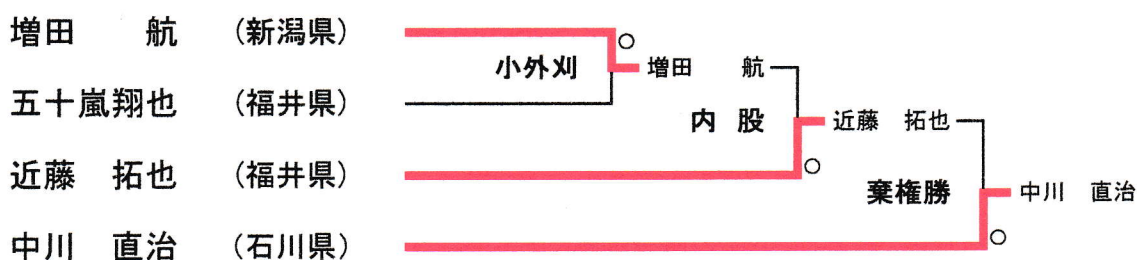 増田　航　（新潟県）
○
小外刈
増田　航
五十嵐翔也　（福井県）
内 股
近藤　拓也
近藤　拓也　（福井県）
○
棄権勝
中川　直治
中川　直治　（石川県）
○